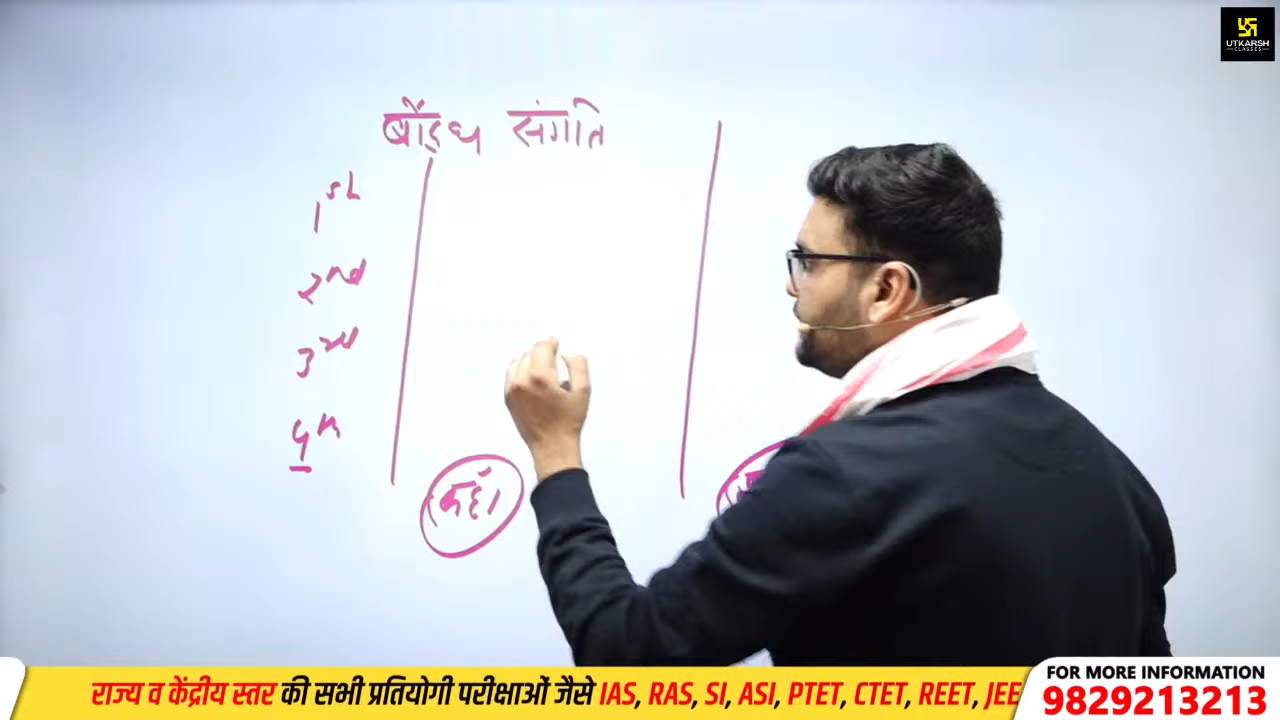 UTKARSH
CLASSES
बौद्ध संगति
1st
2nd
3rd
4th
कहाँ
राज्य व केंद्रीय स्तर की सभी प्रतियोगी परीक्षाओं जैसे IAS, RAS, SI, ASI, PTET, CTET, REET, JEE
FOR MORE INFORMATION
9829213213